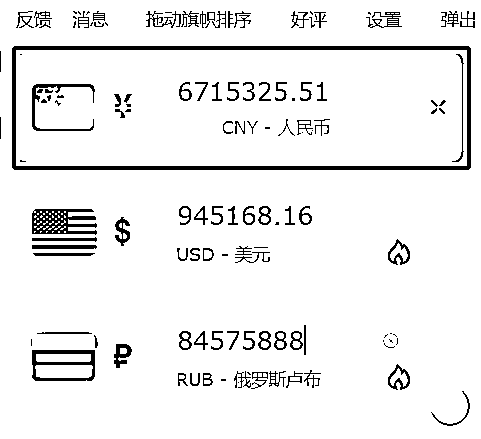 反馈 消息 拖动旗帜排序 好评 设置 弹出
¥ 6715325.51
CNY - 人民币
$ 945168.16
USD - 美元
₽ 84575888
RUB - 俄罗斯卢布